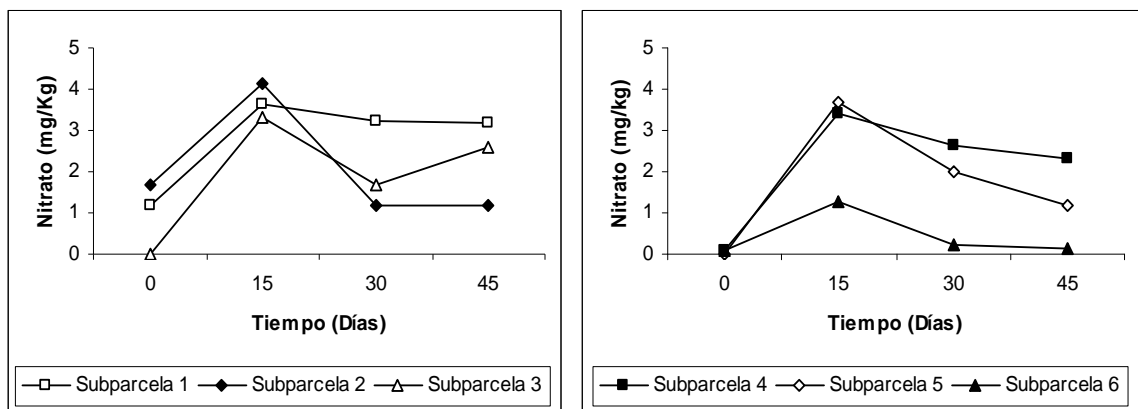 5
4
3
2
1
0
Nitrato (mg/Kg)
0 15 30 45
Tiempo (Días)
Subparcela 1 Subparcela 2 Subparcela 3
5
4
3
2
1
0
Nitrato (mg/kg)
0 15 30 45
Tiempo (Días)
Subparcela 4 Subparcela 5 Subparcela 6